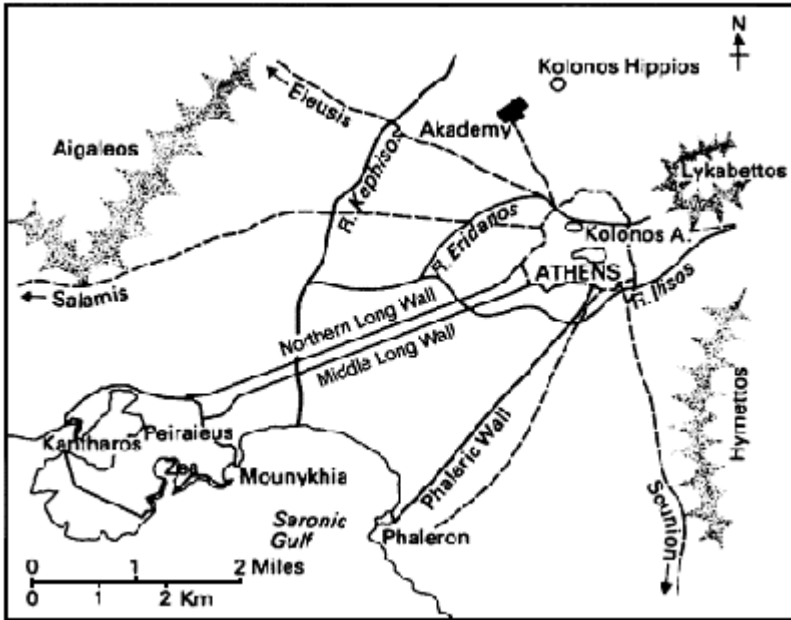 N
Kolonos Hippios
Eleusis
Akademy
Aigaleos
R. Kephisos
Lykabettos
R. Eridanos
Kolonos A.
ATHENS
R. Ilisos
Salamis
Northern Long Wall
Middle Long Wall
Hymettos
Phaleric Wall
Peiraieus
Kantharos
Zea
Mounykhia
Sounion
Saronic
Gulf
Phaleron
0 1 2 Miles
0 1 2 Km